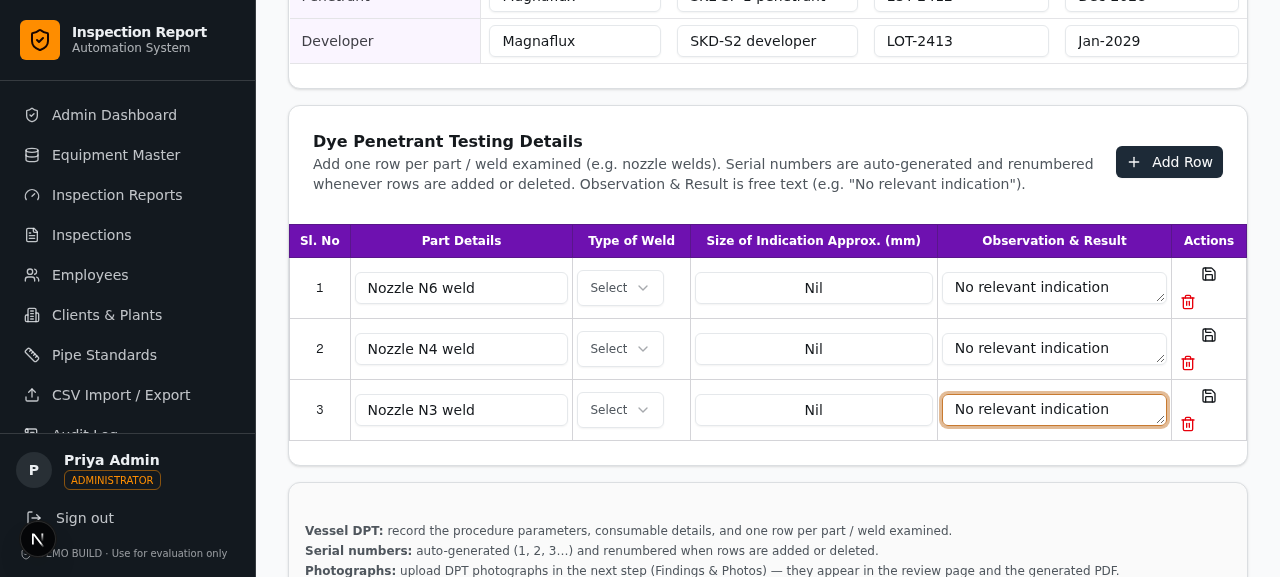 Inspection Report
Automation System
Admin Dashboard
Equipment Master
Inspection Reports
Inspections
Employees
Clients & Plants
Pipe Standards
CSV Import / Export
Audit Log
P
Priya Admin
ADMINISTRATOR
Sign out
N
EMO BUILD · Use for evaluation only
Developer
Magnaflux
SKD-S2 developer
LOT-2413
Jan-2029
Dye Penetrant Testing Details
Add one row per part / weld examined (e.g. nozzle welds). Serial numbers are auto-generated and renumbered
whenever rows are added or deleted. Observation & Result is free text (e.g. "No relevant indication").
Add Row
Sl. No Part Details Type of Weld Size of Indication Approx. (mm) Observation & Result Actions
1 Nozzle N6 weld Select Nil No relevant indication
2 Nozzle N4 weld Select Nil No relevant indication
3 Nozzle N3 weld Select Nil No relevant indication
Vessel DPT: record the procedure parameters, consumable details, and one row per part / weld examined.
Serial numbers: auto-generated (1, 2, 3…) and renumbered when rows are added or deleted.
Photographs: upload DPT photographs in the next step (Findings & Photos) — they appear in the review page and the generated PDF.